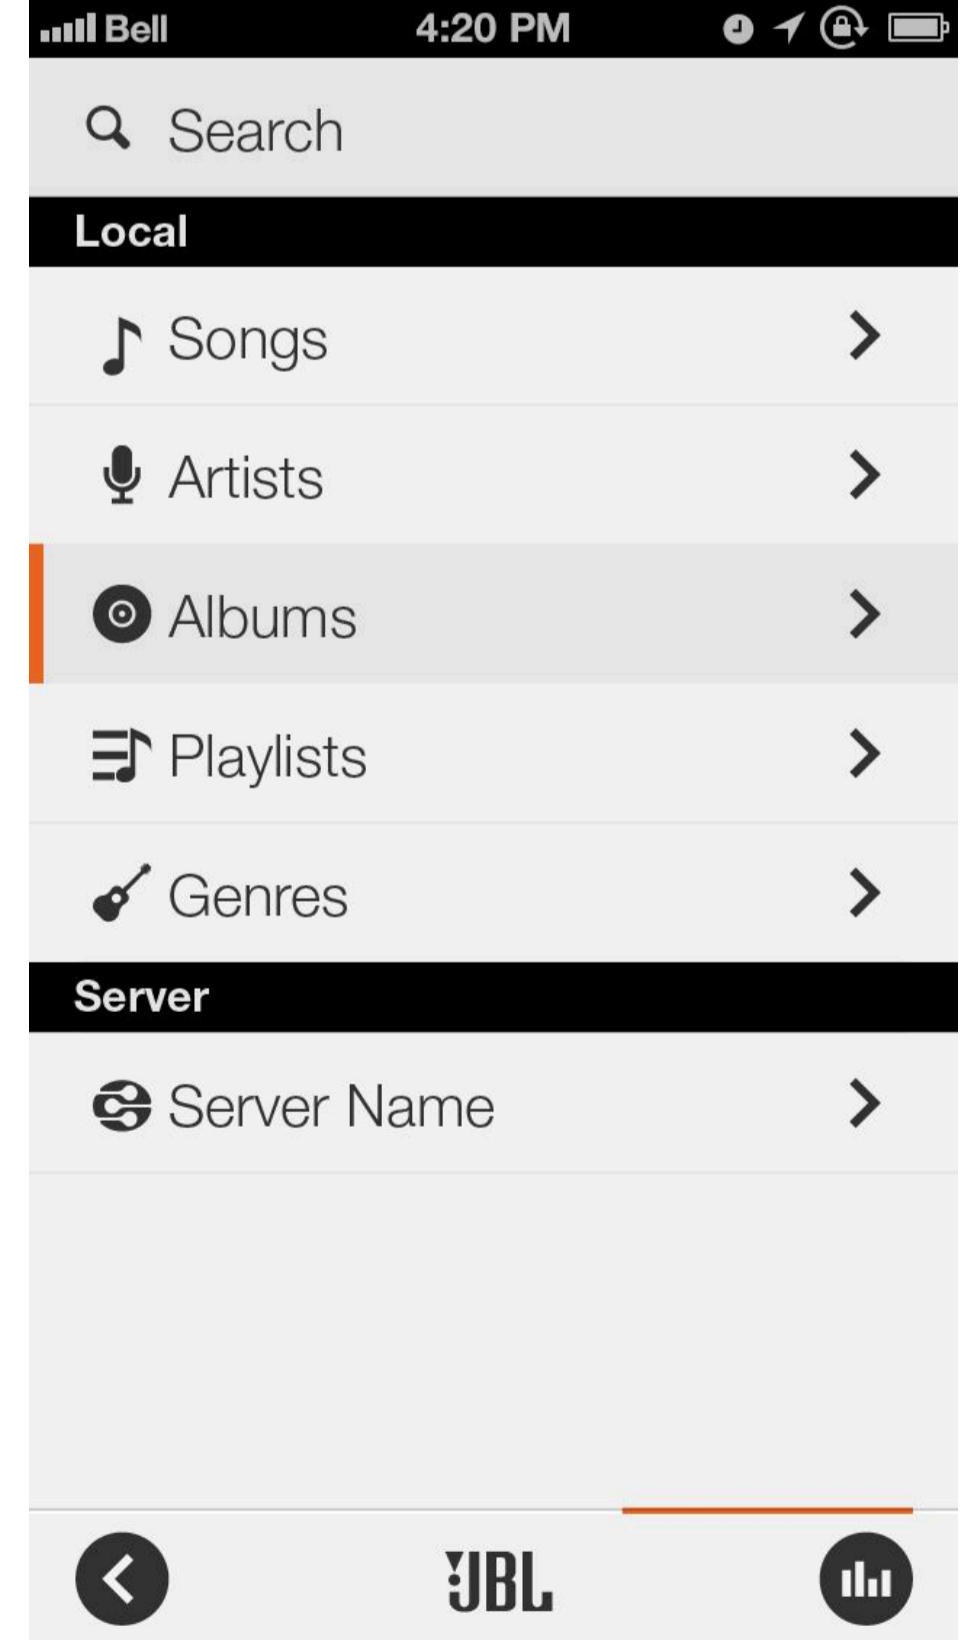 Bell 4:20 PM
Search
Local
Songs
Artists
Albums
Playlists
Genres
Server
Server Name
JBL